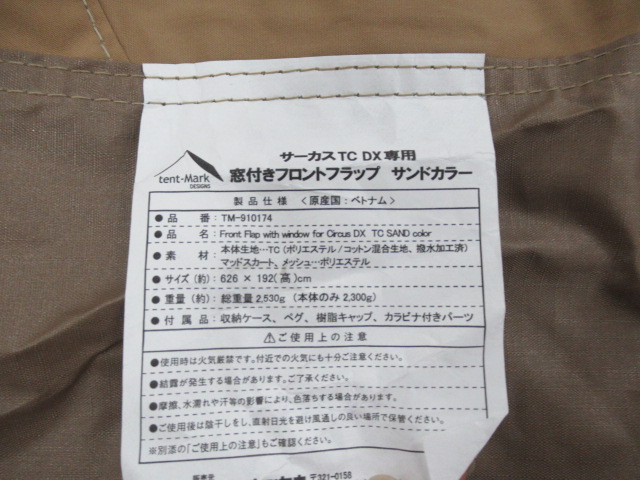 tent-Mark
DESIGNS
サーカス TC DX 専用
窓付きフロントフラップ サンドカラー
製品仕様 〈原産国：ベトナム〉
●品 番： TM-910174
●品 名： Front Flap with window for Circus DX TC SAND color
●素 材： 本体生地…TC（ポリエステル/コットン混合生地、撥水加工済）
マッドスカート、メッシュ…ポリエステル
●サイズ（約）： 626 × 192(高)cm
●重量（約）： 総重量 2,530g（本体のみ 2,300g）
●付属品： 収納ケース、ペグ、樹脂キャップ、カラビナ付きパーツ
⚠ご使用上の注意
●使用時は火気厳禁です。付近での火気にも十分ご注意ください。
●結露が発生する場合があります。ご了承ください。
●摩擦、水濡れや汗等の影響により、色落ちする場合があります。
●ご使用後は陰干しをし、直射日光を避け風通しの良い場所で保管ください。
※別添の「ご使用上の注意」もご確認ください。
〒321-0158